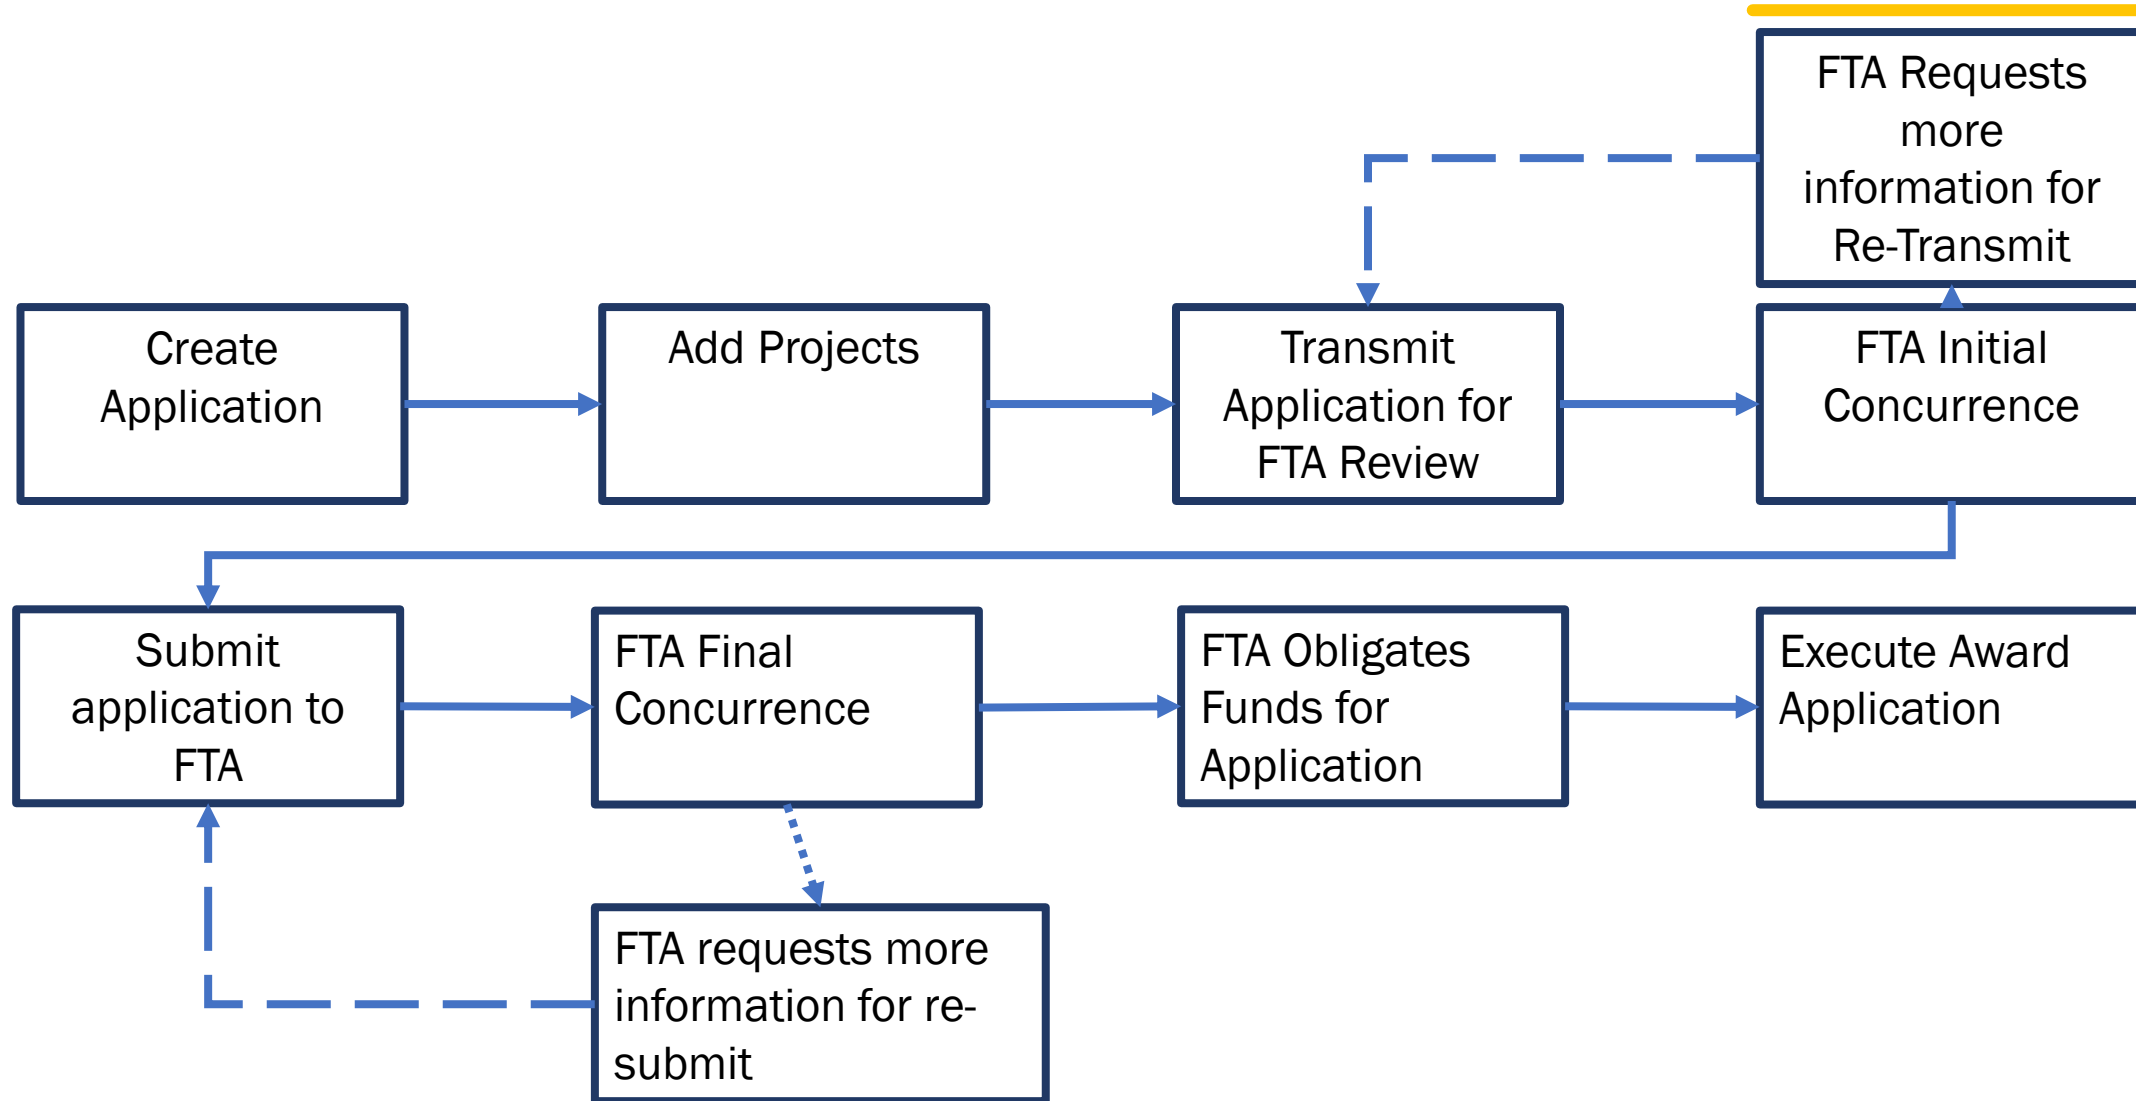 FTA Requests
more
information for
Re-Transmit
Create
Application
Add Projects
Transmit
Application for
FTA Review
FTA Initial
Concurrence
Submit
application to
FTA
FTA Final
Concurrence
FTA Obligates
Funds for
Application
Execute Award
Application
FTA requests more
information for re-
submit